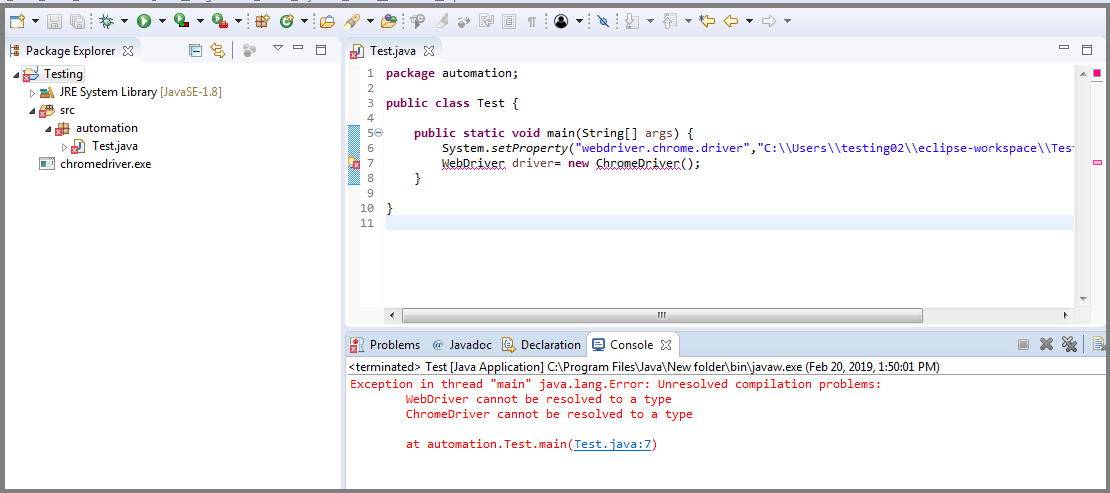 Package Explorer
Testing
JRE System Library [JavaSE-1.8]
src
automation
Test.java
chromedriver.exe
Test.java
1 package automation;
2
3 public class Test {
4
5 public static void main(String[] args) {
6 System.setProperty("webdriver.chrome.driver","C:\\Users\\testing02\\eclipse-workspace\\Test
7 WebDriver driver= new ChromeDriver();
8 }
9
10 }
11
Problems @ Javadoc Declaration Console
<terminated> Test [Java Application] C:\Program Files\Java\New folder\bin\javaw.exe (Feb 20, 2019, 1:50:01 PM)
Exception in thread "main" java.lang.Error: Unresolved compilation problems:
WebDriver cannot be resolved to a type
ChromeDriver cannot be resolved to a type
at automation.Test.main(Test.java:7)